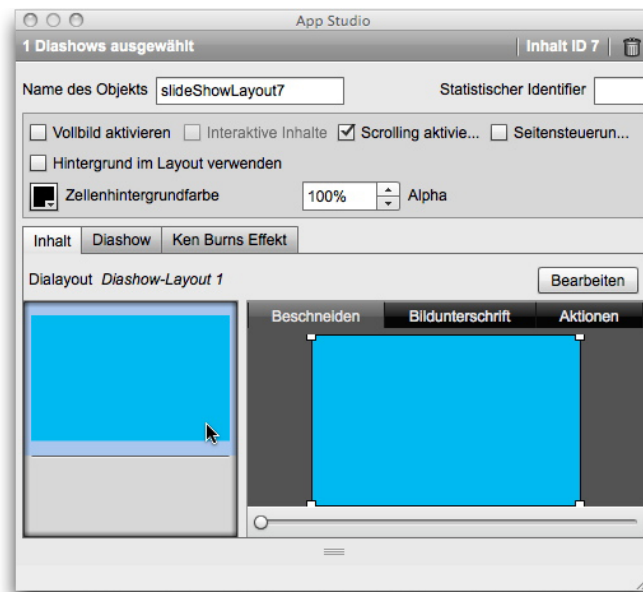 App Studio
1 Diashows ausgewählt Inhalt ID 7
Name des Objekts slideShowLayout7 Statistischer Identifier
Vollbild aktivieren Interaktive Inhalte Scrolling aktivie... Seitensteuerun...
Hintergrund im Layout verwenden
Zellenhintergrundfarbe 100% Alpha
Inhalt Diashow Ken Burns Effekt
Dialayout Diashow-Layout 1 Bearbeiten
Beschneiden Bildunterschrift Aktionen